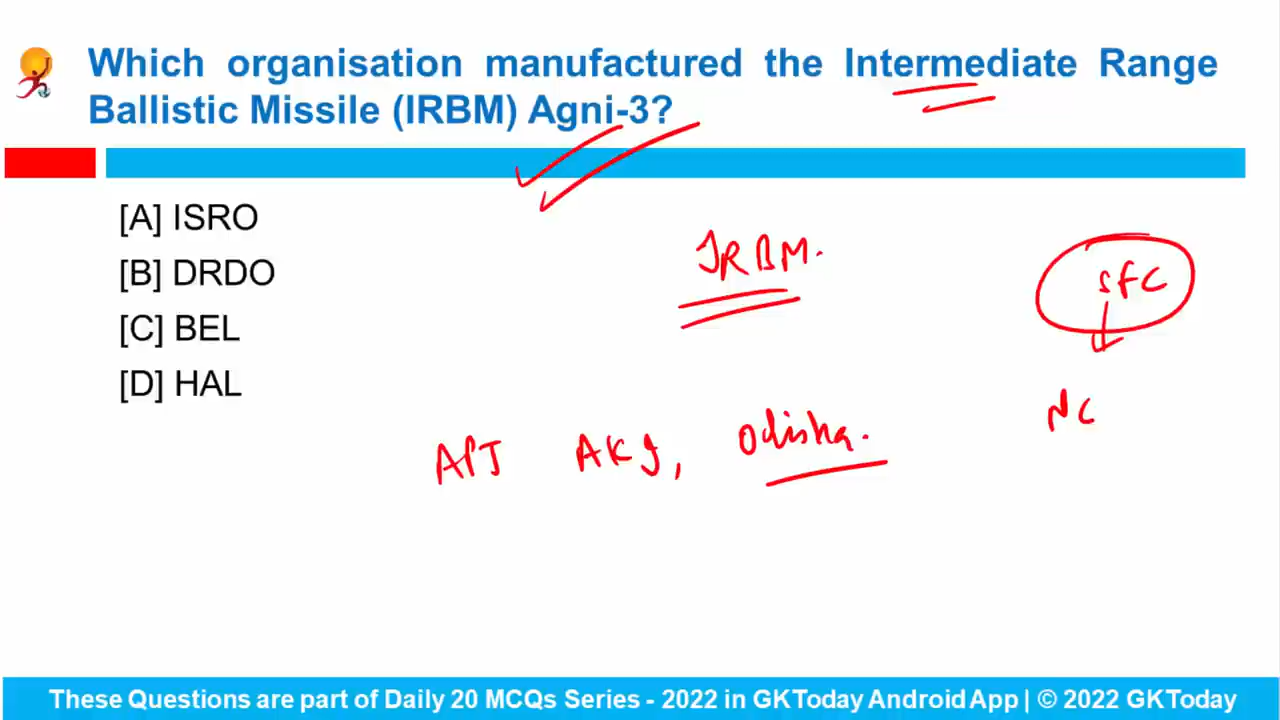 Which organisation manufactured the Intermediate Range
Ballistic Missile (IRBM) Agni-3?
[A] ISRO
[B] DRDO
[C] BEL
[D] HAL
IRBM.
SFC
NC
APJ AKI, Odisha.
These Questions are part of Daily 20 MCQs Series - 2022 in GKToday Android App | © 2022 GKToday